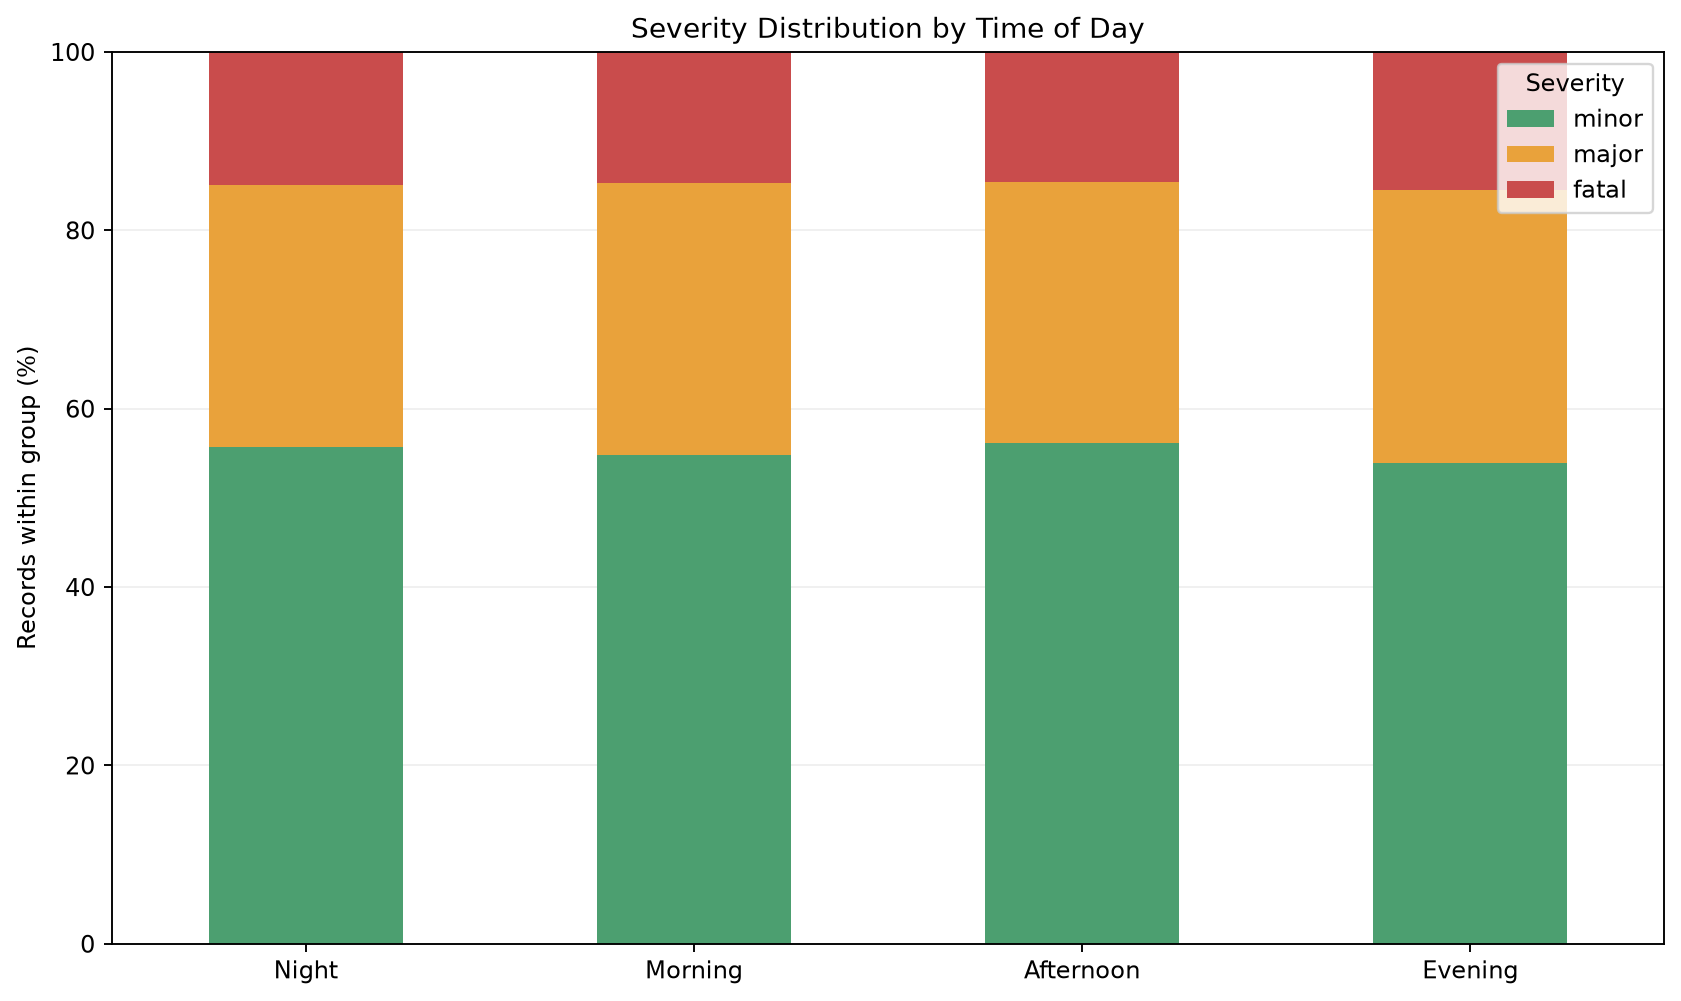 Severity Distribution by Time of Day
Records within group (%)
100
80
60
40
20
0
Severity
minor
major
fatal
Night
Morning
Afternoon
Evening